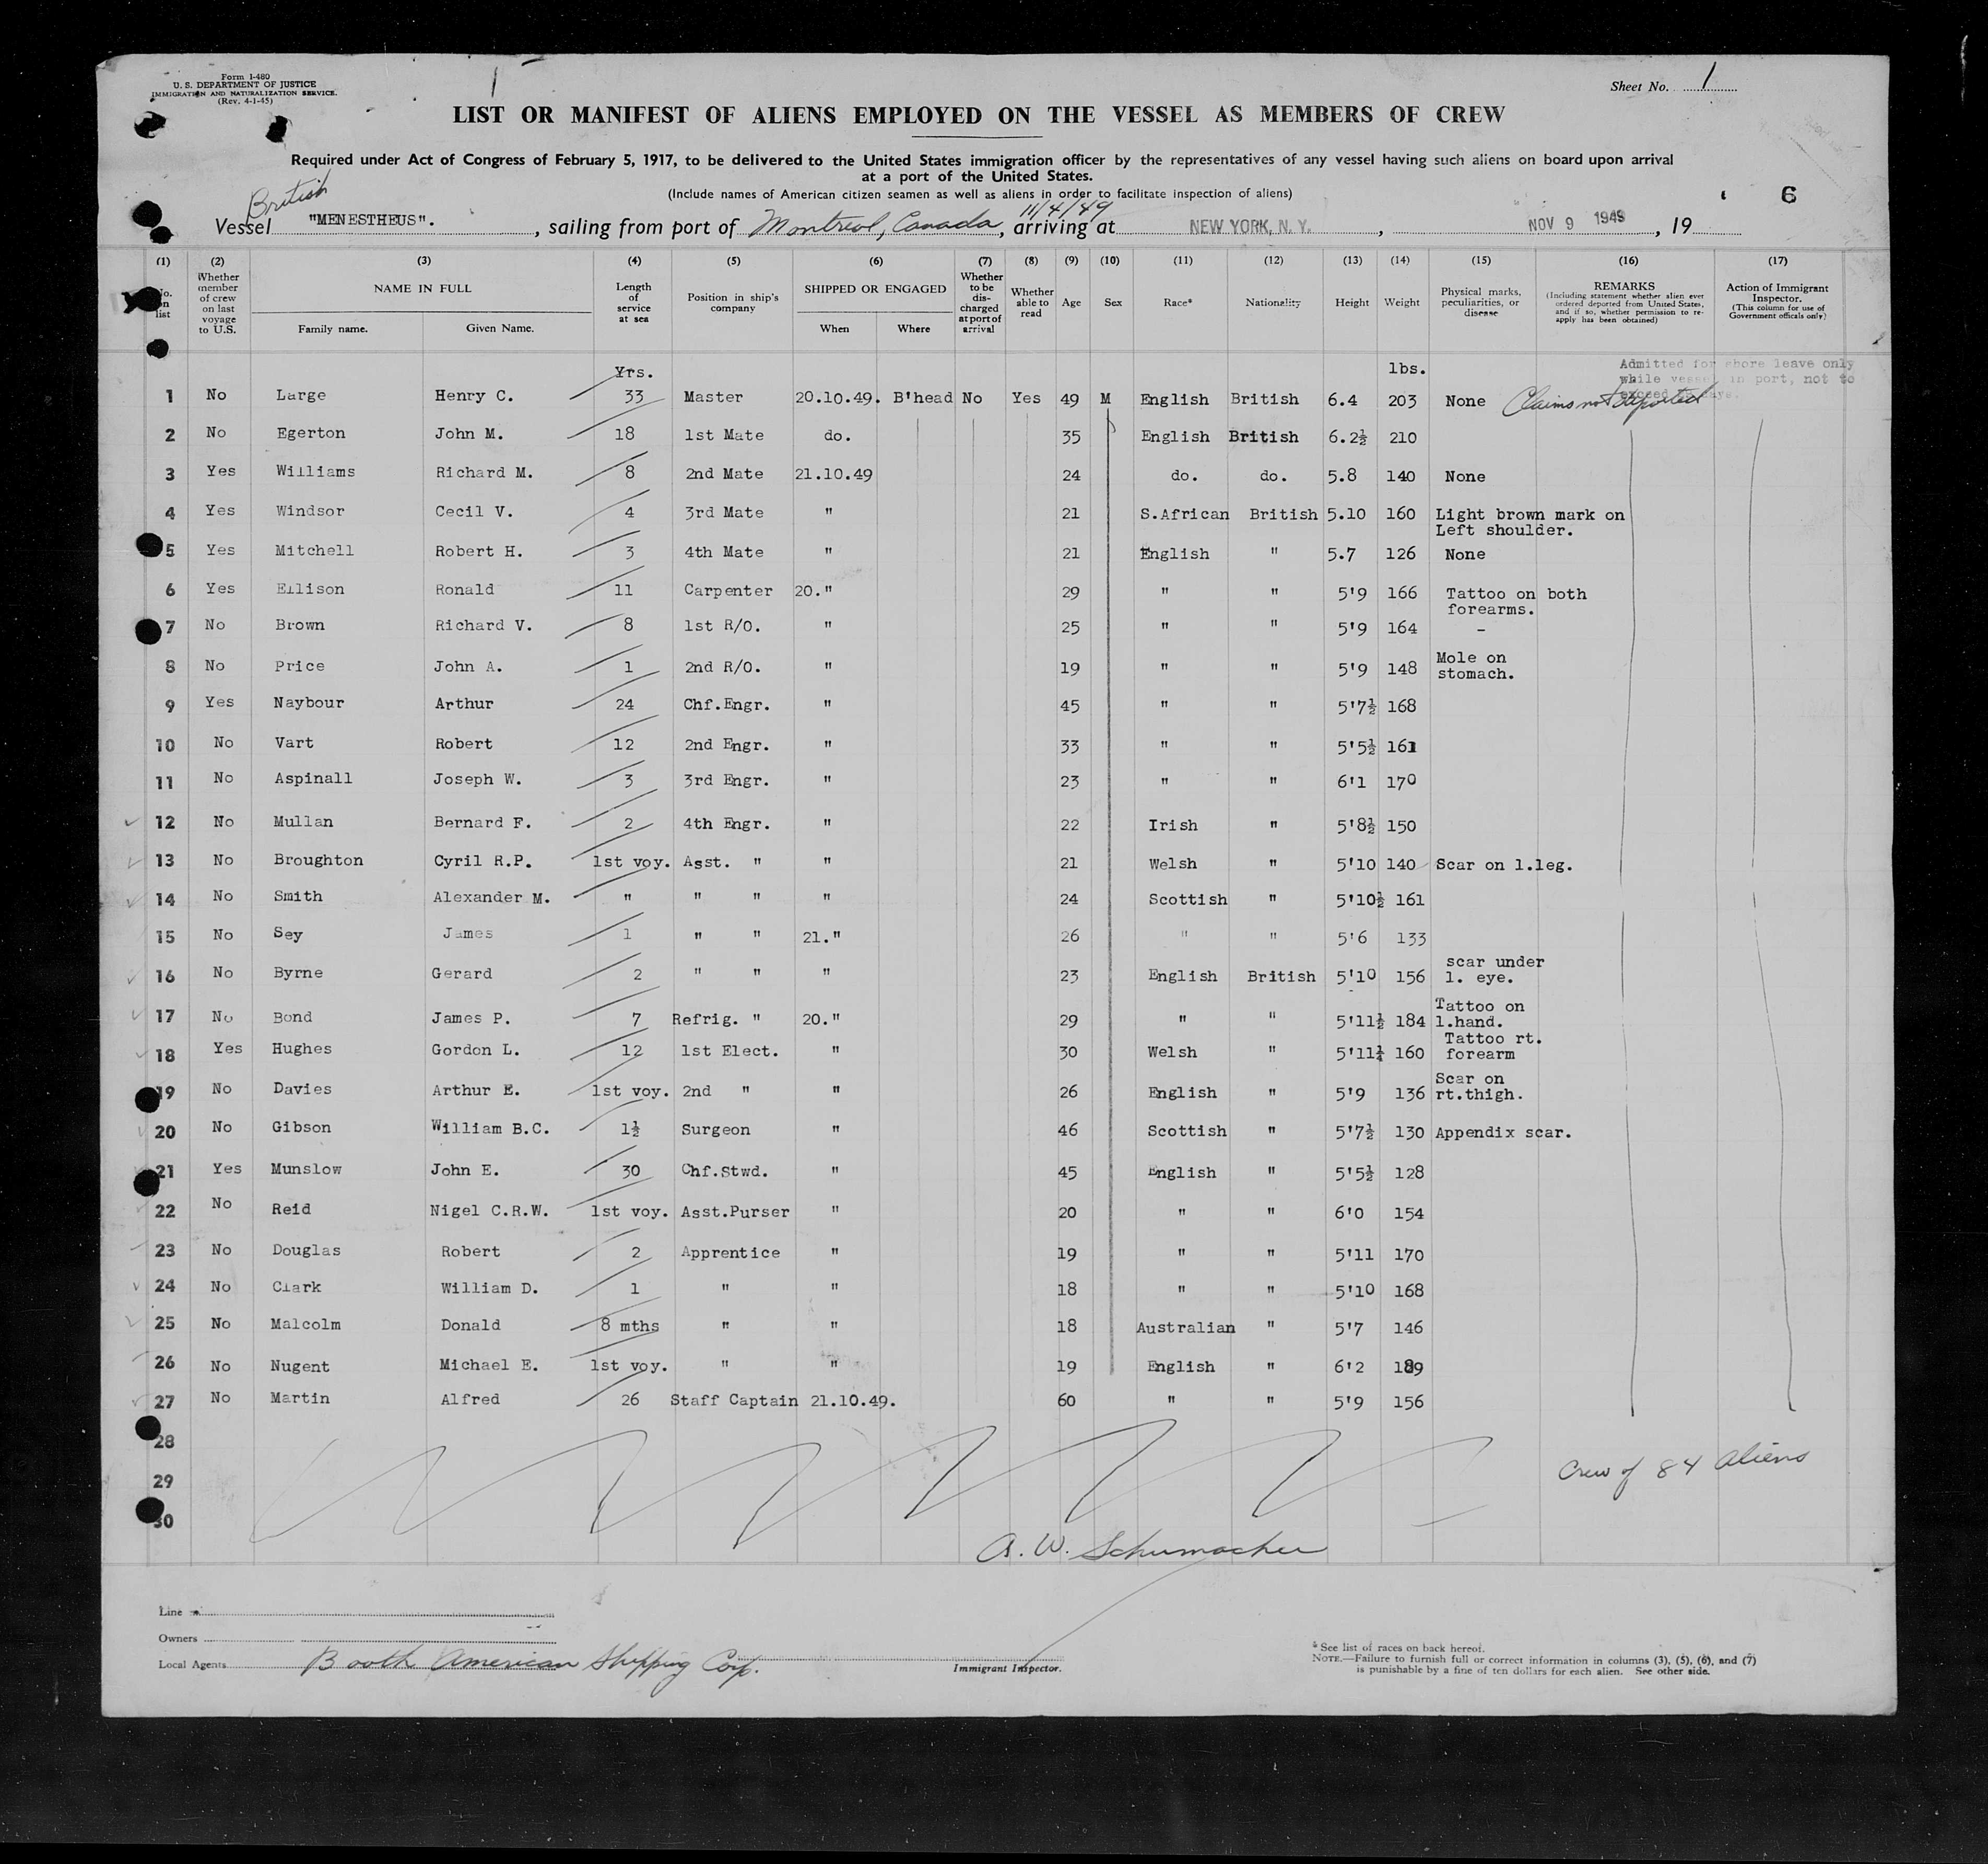 Form I-480
U. S. DEPARTMENT OF JUSTICE
IMMIGRATION AND NATURALIZATION SERVICE.
(Rev. 4-1-45)
1
Sheet No. 1
LIST OR MANIFEST OF ALIENS EMPLOYED ON THE VESSEL AS MEMBERS OF CREW
Required under Act of Congress of February 5, 1917, to be delivered to the United States immigration officer by the representatives of any vessel having such aliens on board upon arrival
at a port of the United States.
(Include names of American citizen seamen as well as aliens in order to facilitate inspection of aliens)
6
British
11/4/49
Vessel "MENESTHEUS". , sailing from port of Montreal, Canada, arriving at NEW YORK, N. Y. , NOV 9 1949 , 19
(1) (2) (3) (4) (5) (6) (7) (8) (9) (10) (11) (12) (13) (14) (15) (16) (17)
No. on list
Whether member of crew on last voyage to U.S.
NAME IN FULL
Family name. Given Name.
Length of service at sea
Position in ship's company
SHIPPED OR ENGAGED
When Where
Whether to be discharged at port of arrival
Whether able to read
Age
Sex
Race*
Nationality
Height
Weight
Physical marks, peculiarities, or disease
REMARKS
(Including statement whether alien ever ordered deported from United States, and if so, whether permission to re-apply has been obtained)
Action of Immigrant Inspector.
(This column for use of Government officals only)
Admitted for shore leave only
while vessel in port, not to
Yrs. lbs.
1 No Large Henry C. 33 Master 20.10.49. B'head No Yes 49 M English British 6.4 203 None Claims not deported
2 No Egerton John M. 18 1st Mate do. 35 English British 6.2½ 210
3 Yes Williams Richard M. 8 2nd Mate 21.10.49 24 do. do. 5.8 140 None
4 Yes Windsor Cecil V. 4 3rd Mate " 21 S.African British 5.10 160 Light brown mark on
Left shoulder.
5 Yes Mitchell Robert H. 3 4th Mate " 21 English " 5.7 126 None
6 Yes Ellison Ronald 11 Carpenter 20." 29 " " 5'9 166 Tattoo on both
forearms.
7 No Brown Richard V. 8 1st R/O. " 25 " " 5'9 164 -
8 No Price John A. 1 2nd R/O. " 19 " " 5'9 148 Mole on
stomach.
9 Yes Naybour Arthur 24 Chf.Engr. " 45 " " 5'7½ 168
10 No Vart Robert 12 2nd Engr. " 33 " " 5'5½ 161
11 No Aspinall Joseph W. 3 3rd Engr. " 23 " " 6'1 170
12 No Mullan Bernard F. 2 4th Engr. " 22 Irish " 5'8½ 150
13 No Broughton Cyril R.P. 1st voy. Asst. " " 21 Welsh " 5'10 140 Scar on l.leg.
14 No Smith Alexander M. " " " " 24 Scottish " 5'10½ 161
15 No Sey James 1 " " 21." 26 " " 5'6 133
16 No Byrne Gerard 2 " " " 23 English British 5'10 156 scar under
l. eye.
17 No Bond James P. 7 Refrig. " 20." 29 " " 5'11½ 184 Tattoo on
l.hand.
18 Yes Hughes Gordon L. 12 1st Elect. " 30 Welsh " 5'11¼ 160 Tattoo rt.
forearm
19 No Davies Arthur E. 1st voy. 2nd " " 26 English " 5'9 136 Scar on
rt.thigh.
20 No Gibson William B.C. 1½ Surgeon " 46 Scottish " 5'7½ 130 Appendix scar.
21 Yes Munslow John E. 30 Chf.Stwd. " 45 English " 5'5½ 128
22 No Reid Nigel C.R.W. 1st voy. Asst.Purser " 20 " " 6'0 154
23 No Douglas Robert 2 Apprentice " 19 " " 5'11 170
24 No Clark William D. 1 " " 18 " " 5'10 168
25 No Malcolm Donald 8 mths " " 18 Australian " 5'7 146
26 No Nugent Michael E. 1st voy. " " 19 English " 6'2 189
27 No Martin Alfred 26 Staff Captain 21.10.49. 60 " " 5'9 156
28
29
30
Crew of 84 Aliens
A. W. Schumacher
Line
Owners
Local Agents Booth American Shipping Corp.
Immigrant Inspector.
* See list of races on back hereof.
NOTE.—Failure to furnish full or correct information in columns (3), (5), (6), and (7)
is punishable by a fine of ten dollars for each alien. See other side.